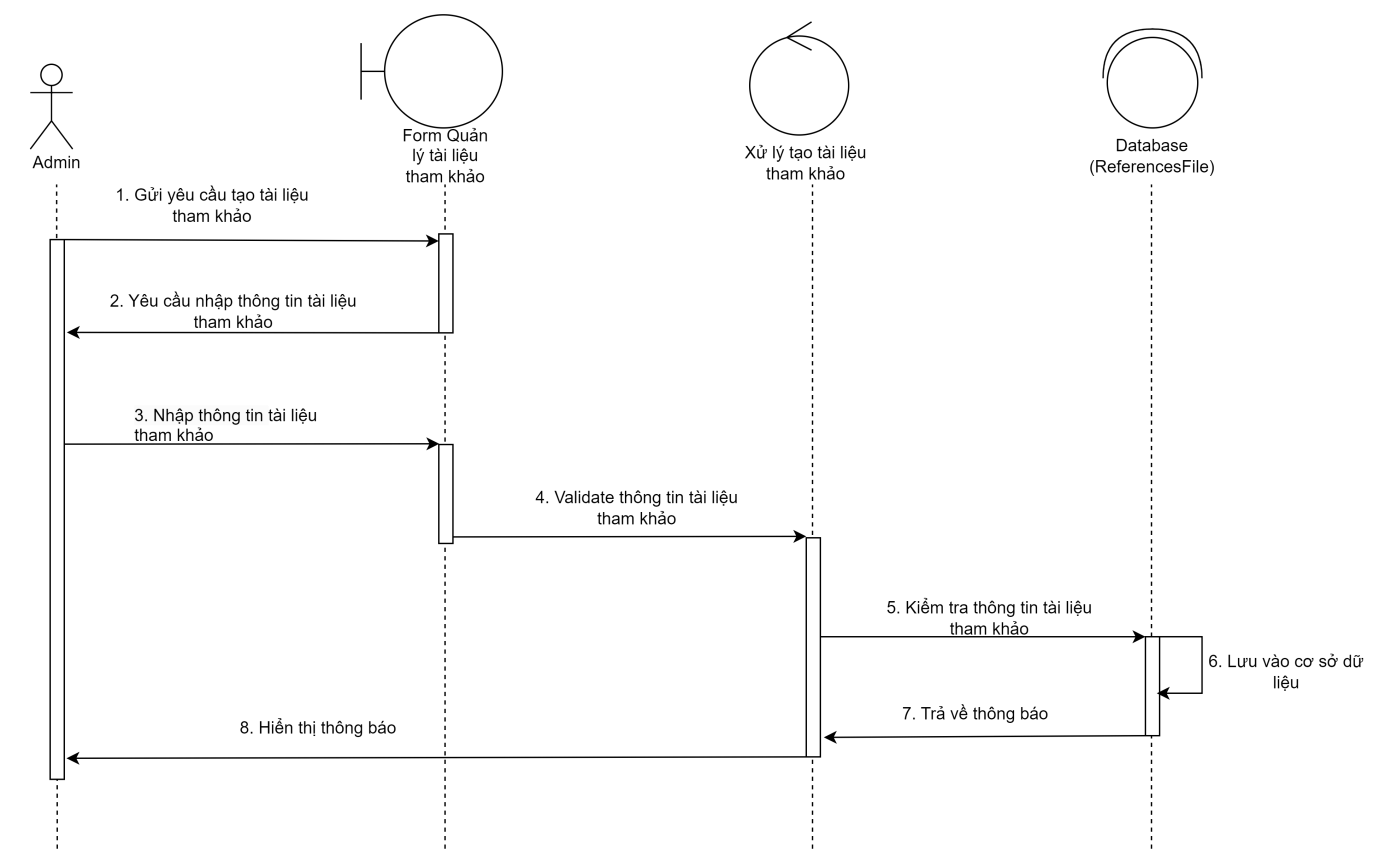 Admin
Form Quản
lý tài liệu
tham khảo
Xử lý tạo tài liệu
tham khảo
Database
(ReferencesFile)
1. Gửi yêu cầu tạo tài liệu
tham khảo
2. Yêu cầu nhập thông tin tài liệu
tham khảo
3. Nhập thông tin tài liệu
tham khảo
4. Validate thông tin tài liệu
tham khảo
5. Kiểm tra thông tin tài liệu
tham khảo
6. Lưu vào cơ sở dữ
liệu
7. Trả về thông báo
8. Hiển thị thông báo